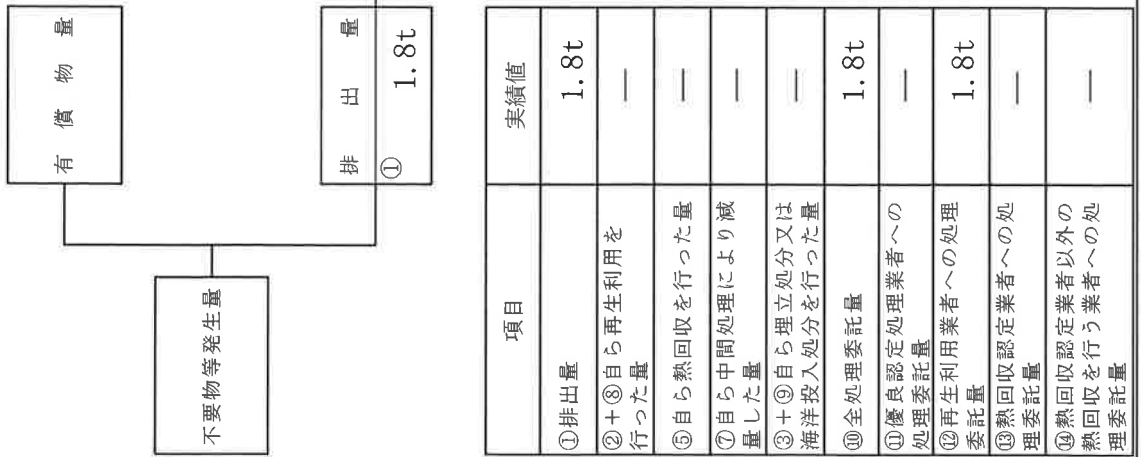 不要物等発生量
有償物量
排出量
① 1.8t
項目 実績値
①排出量 1.8t
②+⑧自ら再生利用を
行った量 —
⑤自ら熱回収を行った量 —
⑦自ら中間処理により減
量した量 —
③+⑨自ら埋立処分又は
海洋投入処分を行った量 —
⑩全処理委託量 1.8t
⑪優良認定処理業者への
処理委託量 —
⑫再生利用業者への処理
委託量 1.8t
⑬熱回収認定業者への処
理委託量 —
⑭熱回収認定業者以外の
熱回収を行う業者への処
理委託量 —